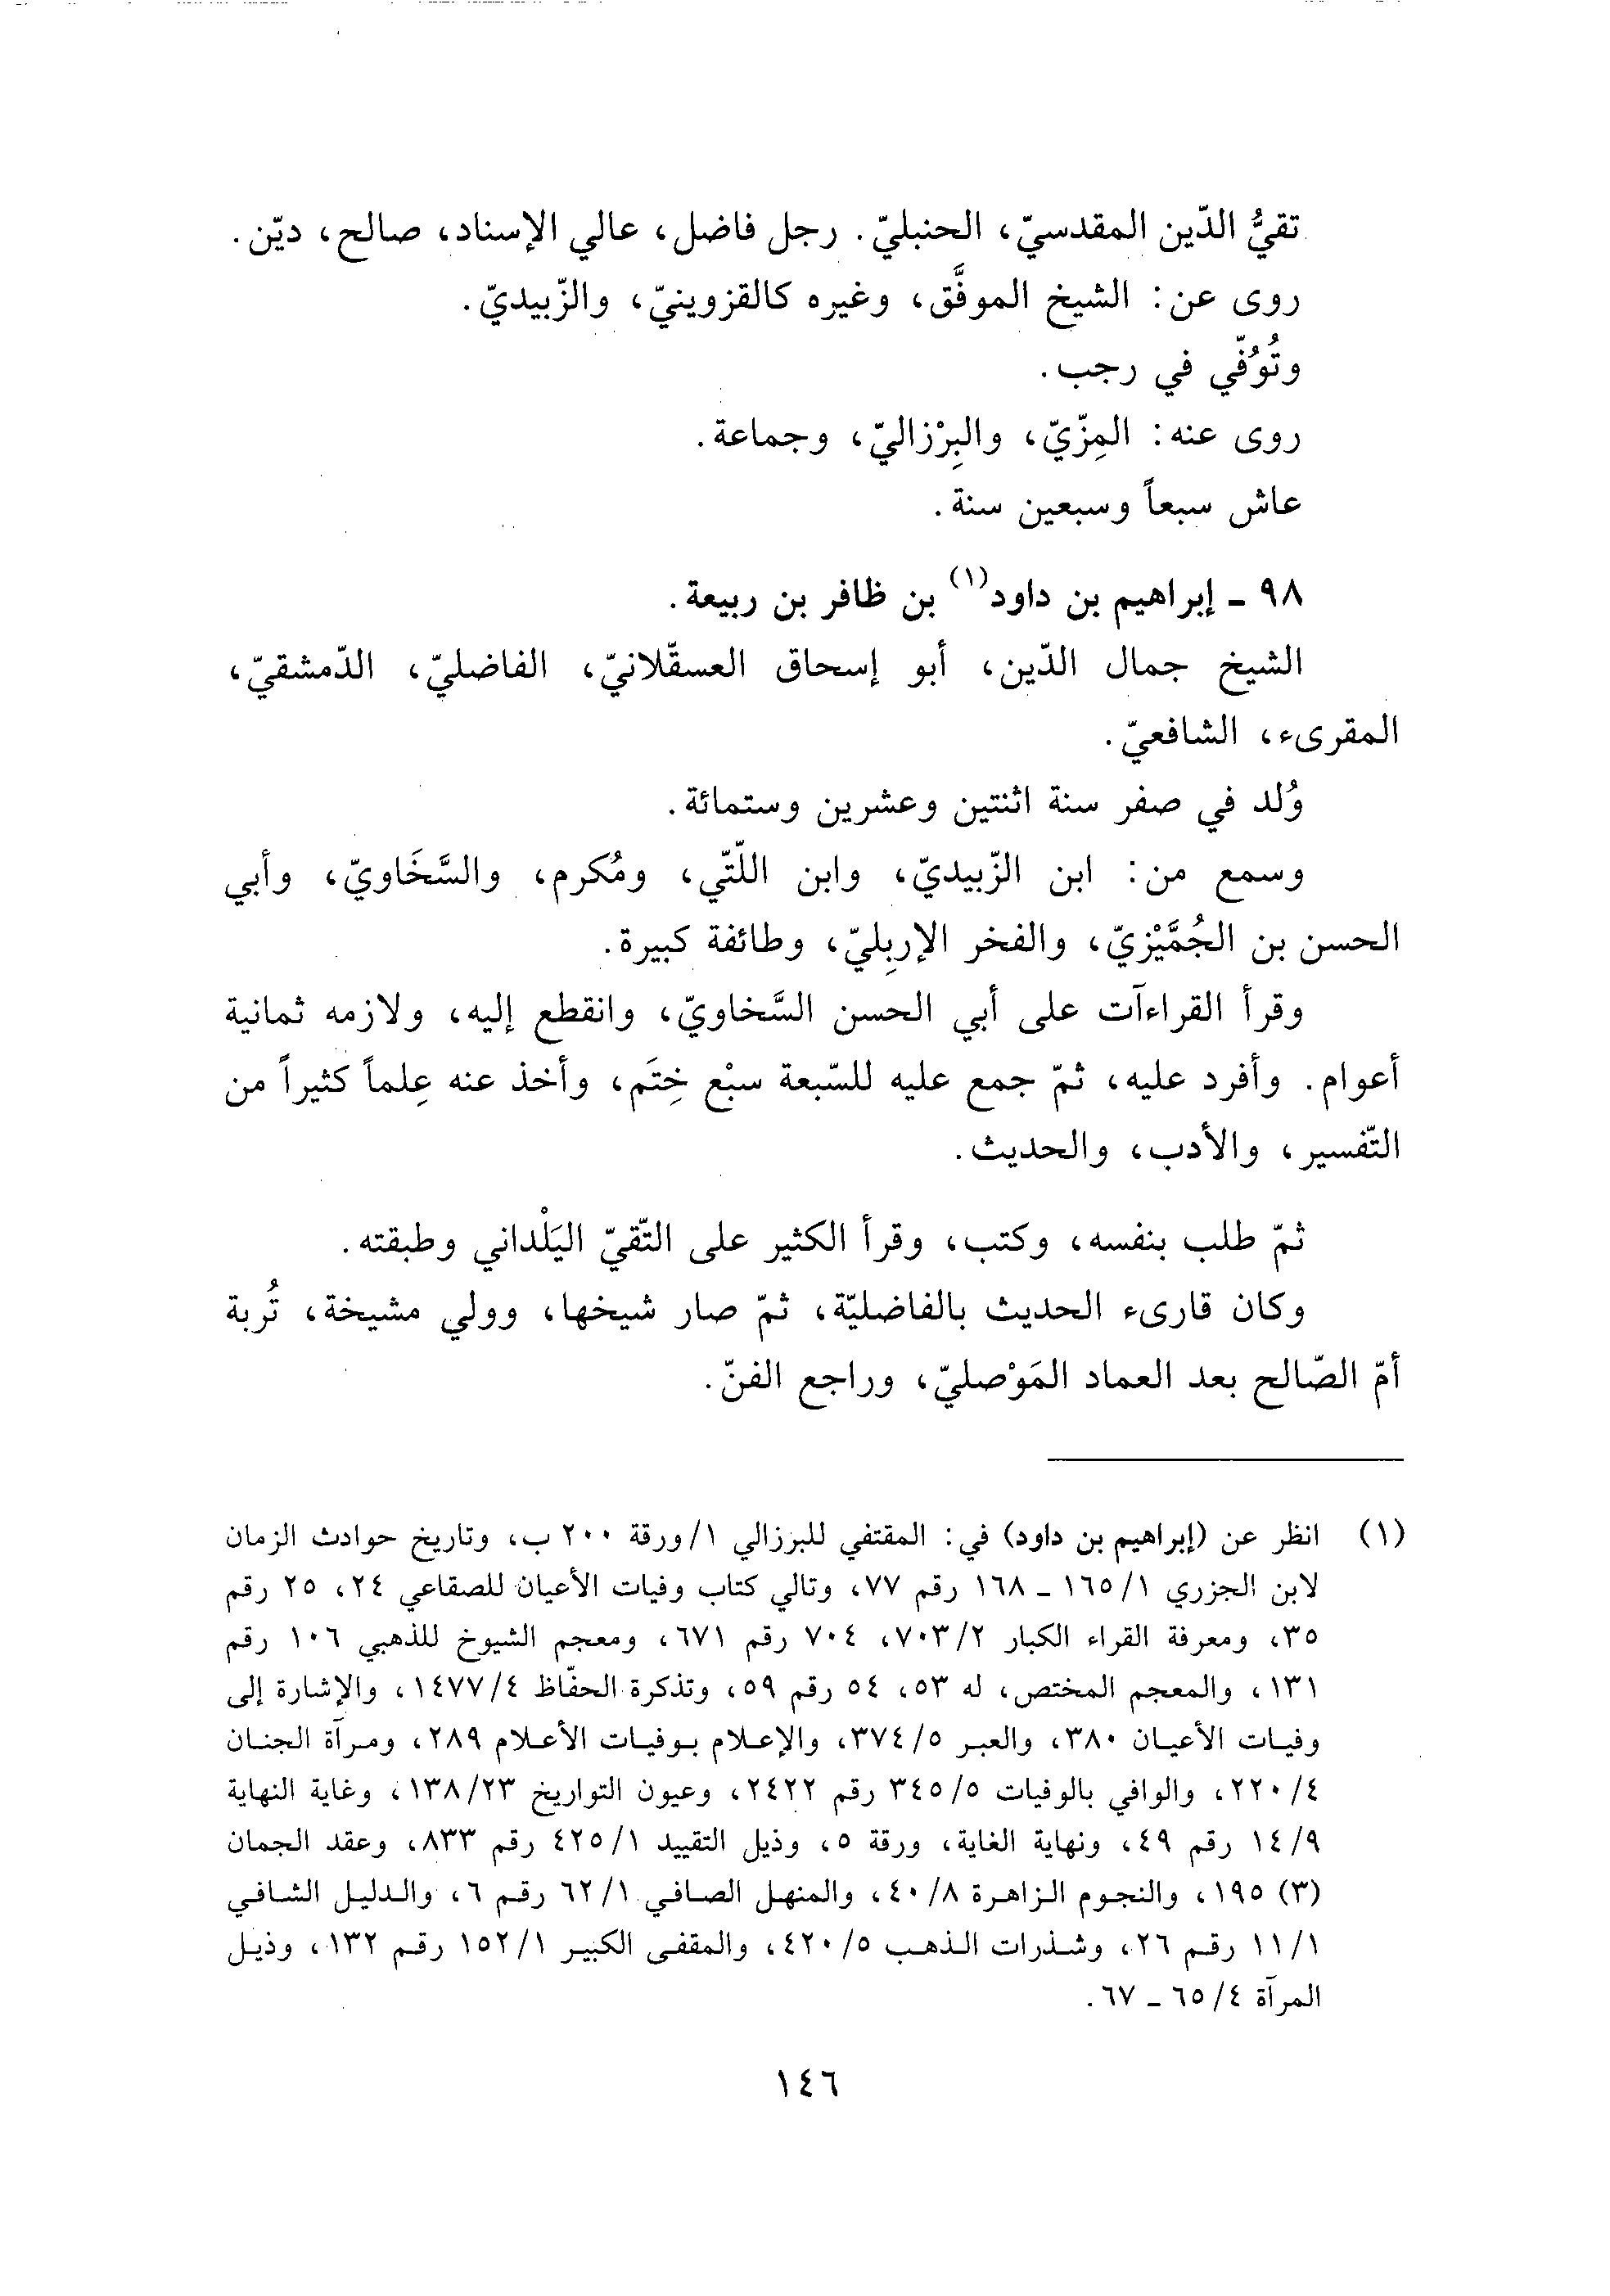 تقيُّ الدّين المقدسيّ، الحنبليّ. رجل فاضل، عالي الإسناد، صالح، ديّن.
روى عن: الشيخ الموفَّق، وغيره كالقزوينيّ، والزّبيديّ.
وتُوُفّي في رجب.
روى عنه: المِزّيّ، والبِرْزاليّ، وجماعة.
عاش سبعاً وسبعين سنة.
٩٨ ـ إبراهيم بن داود(١) بن ظافر بن ربيعة.
الشيخ جمال الدّين، أبو إسحاق العسقّلانيّ، الفاضليّ، الدّمشقيّ،
المقرىء، الشافعيّ.
وُلد في صفر سنة اثنتين وعشرين وستمائة.
وسمع من: ابن الزّبيديّ، وابن اللّتّي، ومُكرم، والسَّخَاويّ، وأبي
الحسن بن الجُمَّيْزيّ، والفخر الإربِليّ، وطائفة كبيرة.
وقرأ القراءآت على أبي الحسن السَّخاويّ، وانقطع إليه، ولازمه ثمانية
أعوام. وأفرد عليه، ثمّ جمع عليه للسّبعة سبْع خِتَم، وأخذ عنه عِلماً كثيراً من
التّفسير، والأدب، والحديث.
ثمّ طلب بنفسه، وكتب، وقرأ الكثير على التّقيّ اليَلْداني وطبقته.
وكان قارىء الحديث بالفاضليّة، ثمّ صار شيخها، وولي مشيخة، تُربة
أمّ الصّالح بعد العماد المَوْصليّ، وراجع الفنّ.
(١) انظر عن (إبراهيم بن داود) في: المقتفي للبرزالي ١/ورقة ٢٠٠ ب، وتاريخ حوادث الزمان
لابن الجزري ١/١٦٥ ـ ١٦٨ رقم ٧٧، وتالي كتاب وفيات الأعيان للصقاعي ٢٤، ٢٥ رقم
٣٥، ومعرفة القراء الكبار ٢/٧٠٣، ٧٠٤ رقم ٦٧١، ومعجم الشيوخ للذهبي ١٠٦ رقم
١٣١، والمعجم المختص، له ٥٣، ٥٤ رقم ٥٩، وتذكرة الحفّاظ ٤/١٤٧٧، والإشارة إلى
وفيات الأعيان ٣٨٠، والعبر ٥/٣٧٤، والإعلام بوفيات الأعلام ٢٨٩، ومرآة الجنان
٤/٢٢٠، والوافي بالوفيات ٥/٣٤٥ رقم ٢٤٢٢، وعيون التواريخ ٢٣/١٣٨، وغاية النهاية
٩/١٤ رقم ٤٩، ونهاية الغاية، ورقة ٥، وذيل التقييد ١/٤٢٥ رقم ٨٣٣، وعقد الجمان
(٣) ١٩٥، والنجوم الزاهرة ٨/٤٠، والمنهل الصافي ١/٦٢ رقم ٦، والدليل الشافي
١/١١ رقم ٢٦، وشذرات الذهب ٥/٤٢٠، والمقفى الكبير ١/١٥٢ رقم ١٣٢، وذيل
المرآة ٤/٦٥ ـ ٦٧.
١٤٦